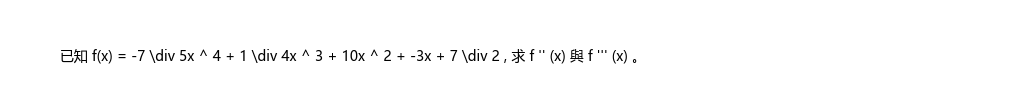 已知 f(x) = -7 \div 5x ^ 4 + 1 \div 4x ^ 3 + 10x ^ 2 + -3x + 7 \div 2 , 求 f '' (x) 與 f ''' (x) 。